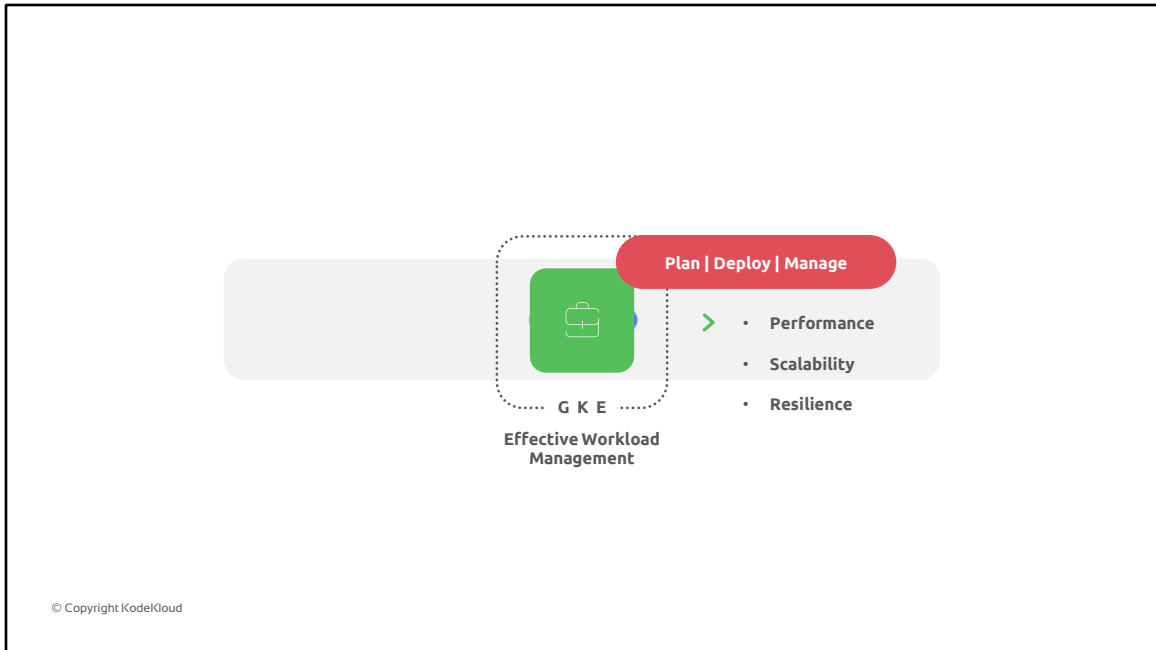 Plan | Deploy | Manage
• Performance
• Scalability
• Resilience
G K E
Effective Workload
Management
© Copyright KodeKloud